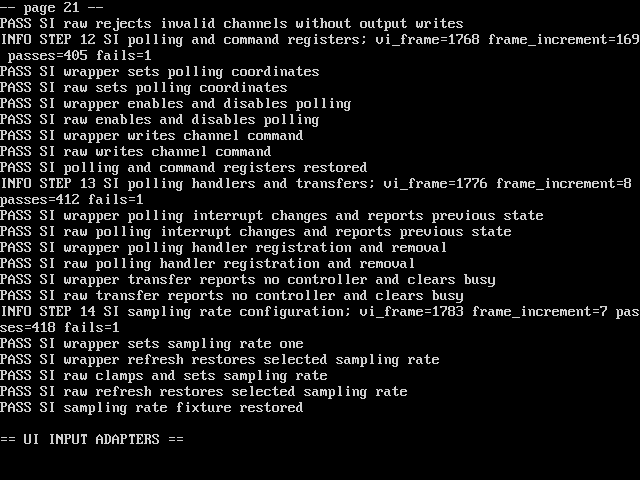 -- page 21 --
PASS SI raw rejects invalid channels without output writes
INFO STEP 12 SI polling and command registers; vi_frame=1768 frame_increment=169
 passes=405 fails=1
PASS SI wrapper sets polling coordinates
PASS SI raw sets polling coordinates
PASS SI wrapper enables and disables polling
PASS SI raw enables and disables polling
PASS SI wrapper writes channel command
PASS SI raw writes channel command
PASS SI polling and command registers restored
INFO STEP 13 SI polling handlers and transfers; vi_frame=1776 frame_increment=8
passes=412 fails=1
PASS SI wrapper polling interrupt changes and reports previous state
PASS SI raw polling interrupt changes and reports previous state
PASS SI wrapper polling handler registration and removal
PASS SI raw polling handler registration and removal
PASS SI wrapper transfer reports no controller and clears busy
PASS SI raw transfer reports no controller and clears busy
INFO STEP 14 SI sampling rate configuration; vi_frame=1783 frame_increment=7 pas
ses=418 fails=1
PASS SI wrapper sets sampling rate one
PASS SI wrapper refresh restores selected sampling rate
PASS SI raw clamps and sets sampling rate
PASS SI raw refresh restores selected sampling rate
PASS SI sampling rate fixture restored
== UI INPUT ADAPTERS ==